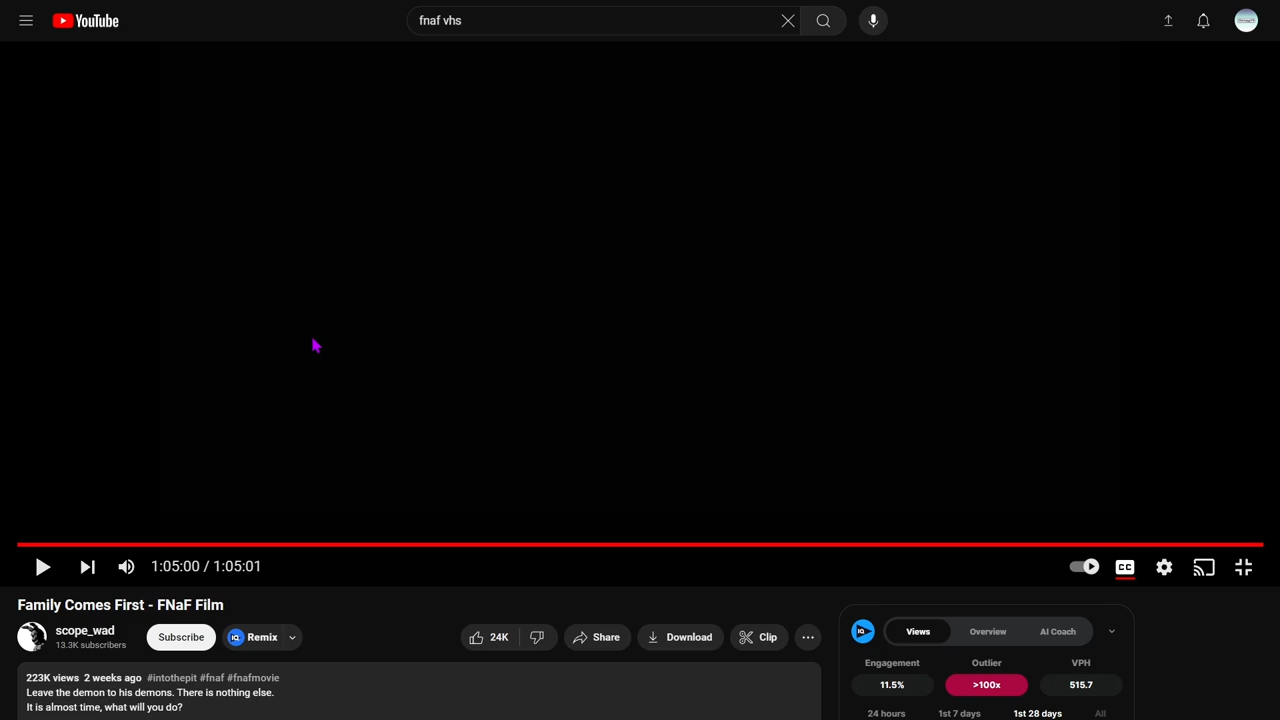 YouTube
fnaf vhs
1:05:00 / 1:05:01
CC
Family Comes First - FNaF Film
scope_wad
13.3K subscribers
Subscribe
IQ Remix
24K
Share
Download
Clip
IQ
Views Overview AI Coach
Engagement Outlier VPH
11.5% >100x 515.7
24 hours 1st 7 days 1st 28 days All
223K views 2 weeks ago #intothepit #fnaf #fnafmovie
Leave the demon to his demons. There is nothing else.
It is almost time, what will you do?